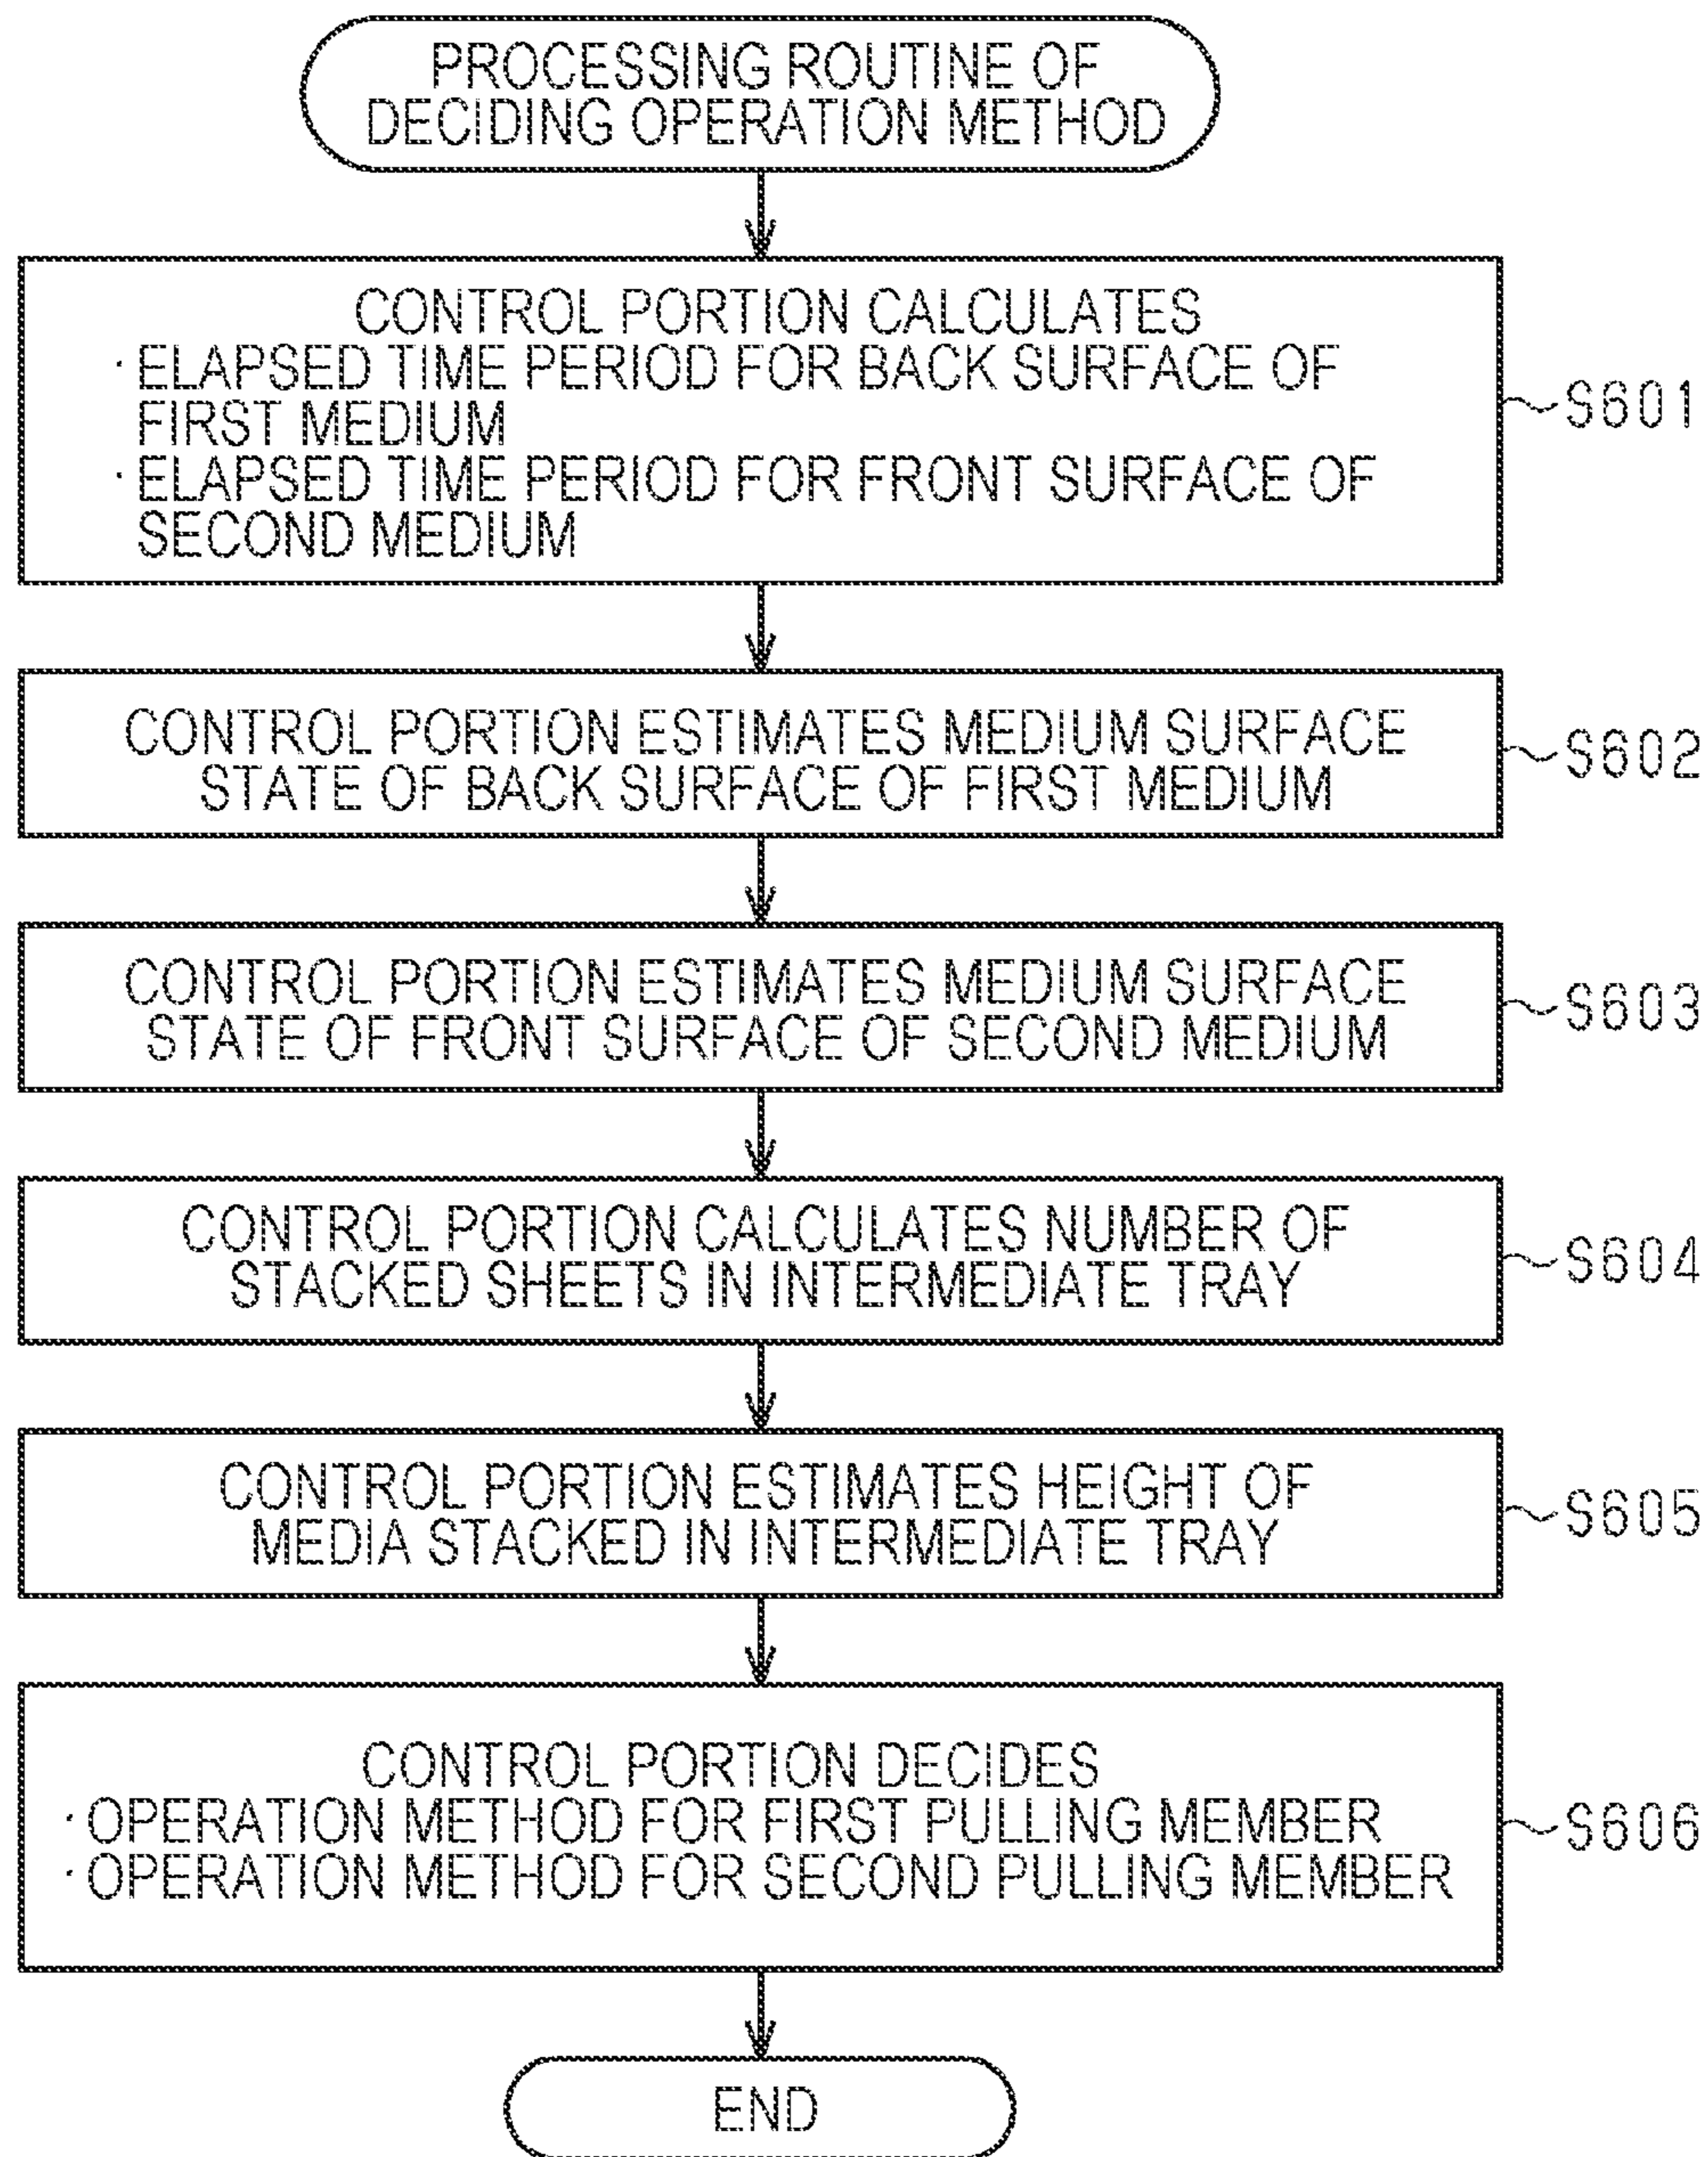 PROCESSING ROUTINE OF
DECIDING OPERATION METHOD
CONTROL PORTION CALCULATES
· ELAPSED TIME PERIOD FOR BACK SURFACE OF
FIRST MEDIUM
· ELAPSED TIME PERIOD FOR FRONT SURFACE OF
SECOND MEDIUM
S601
CONTROL PORTION ESTIMATES MEDIUM SURFACE
STATE OF BACK SURFACE OF FIRST MEDIUM
S602
CONTROL PORTION ESTIMATES MEDIUM SURFACE
STATE OF FRONT SURFACE OF SECOND MEDIUM
S603
CONTROL PORTION CALCULATES NUMBER OF
STACKED SHEETS IN INTERMEDIATE TRAY
S604
CONTROL PORTION ESTIMATES HEIGHT OF
MEDIA STACKED IN INTERMEDIATE TRAY
S605
CONTROL PORTION DECIDES
· OPERATION METHOD FOR FIRST PULLING MEMBER
· OPERATION METHOD FOR SECOND PULLING MEMBER
S606
END